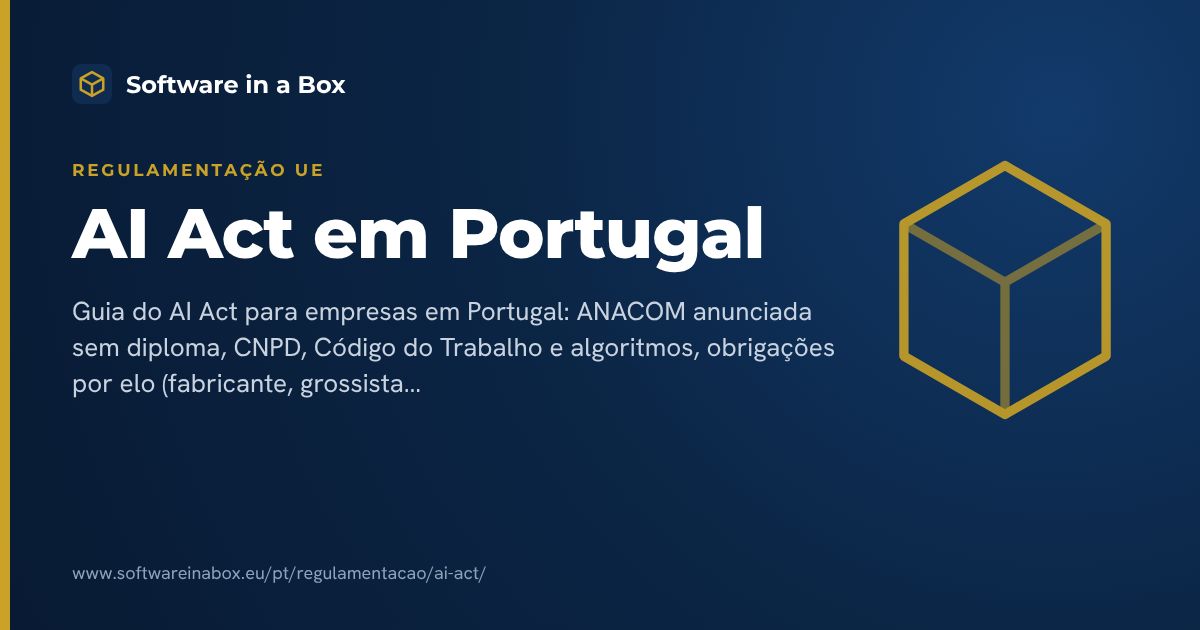 Software in a Box
REGULAMENTAÇÃO UE
AI Act em Portugal
Guia do AI Act para empresas em Portugal: ANACOM anunciada
sem diploma, CNPD, Código do Trabalho e algoritmos, obrigações
por elo (fabricante, grossista...
www.softwareinabox.eu/pt/regulamentacao/ai-act/